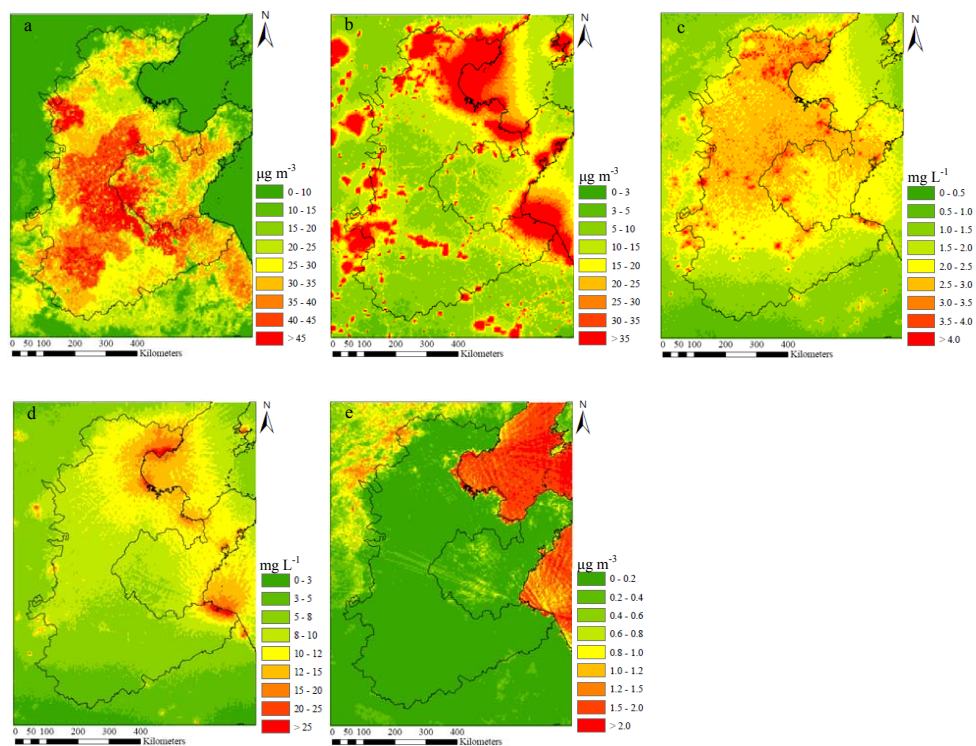 a
N
µg m-3
0 - 10
10 - 15
15 - 20
20 - 25
25 - 30
30 - 35
35 - 40
40 - 45
> 45
0 50 100 200 300 400
Kilometers
b
N
µg m-3
0 - 3
3 - 5
5 - 10
10 - 15
15 - 20
20 - 25
25 - 30
30 - 35
> 35
0 50 100 200 300 400
Kilometers
c
N
mg L-1
0 - 0.5
0.5 - 1.0
1.0 - 1.5
1.5 - 2.0
2.0 - 2.5
2.5 - 3.0
3.0 - 3.5
3.5 - 4.0
> 4.0
0 50 100 200 300 400
Kilometers
d
N
mg L-1
0 - 3
3 - 5
5 - 8
8 - 10
10 - 12
12 - 15
15 - 20
20 - 25
> 25
0 50 100 200 300 400
Kilometers
e
N
µg m-3
0 - 0.2
0.2 - 0.4
0.4 - 0.6
0.6 - 0.8
0.8 - 1.0
1.0 - 1.2
1.2 - 1.5
1.5 - 2.0
> 2.0
0 50 100 200 300 400
Kilometers